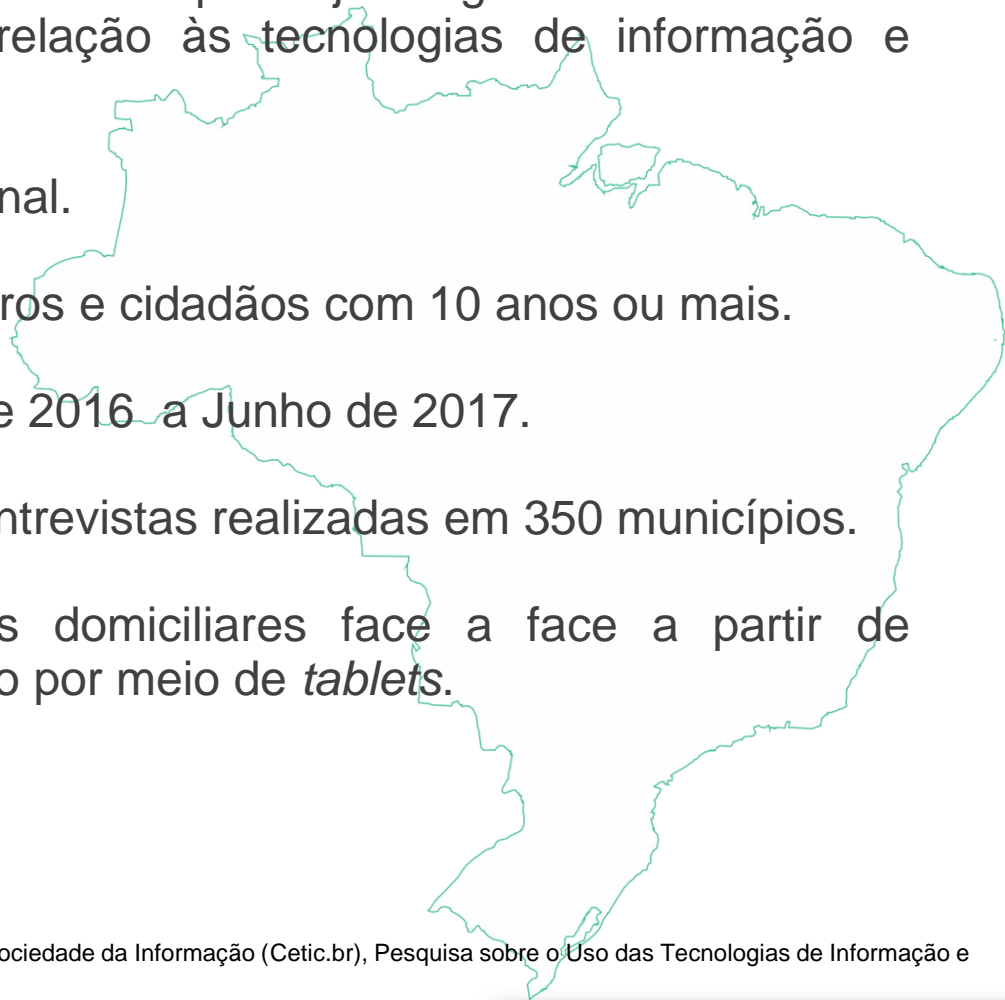 relação às tecnologias de informação e
nal.
ros e cidadãos com 10 anos ou mais.
e 2016 a Junho de 2017.
ntrevistas realizadas em 350 municípios.
s domiciliares face a face a partir de
o por meio de tablets.
ociedade da Informação (Cetic.br), Pesquisa sobre o Uso das Tecnologias de Informação e